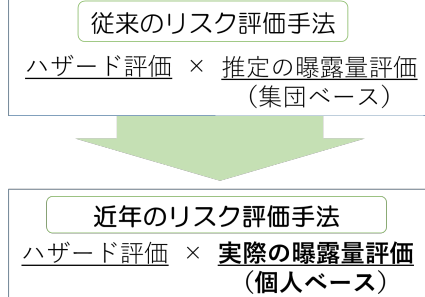 従来のリスク評価手法
ハザード評価 × 推定の曝露量評価
(集団ベース)
近年のリスク評価手法
ハザード評価 × 実際の曝露量評価
(個人ベース)